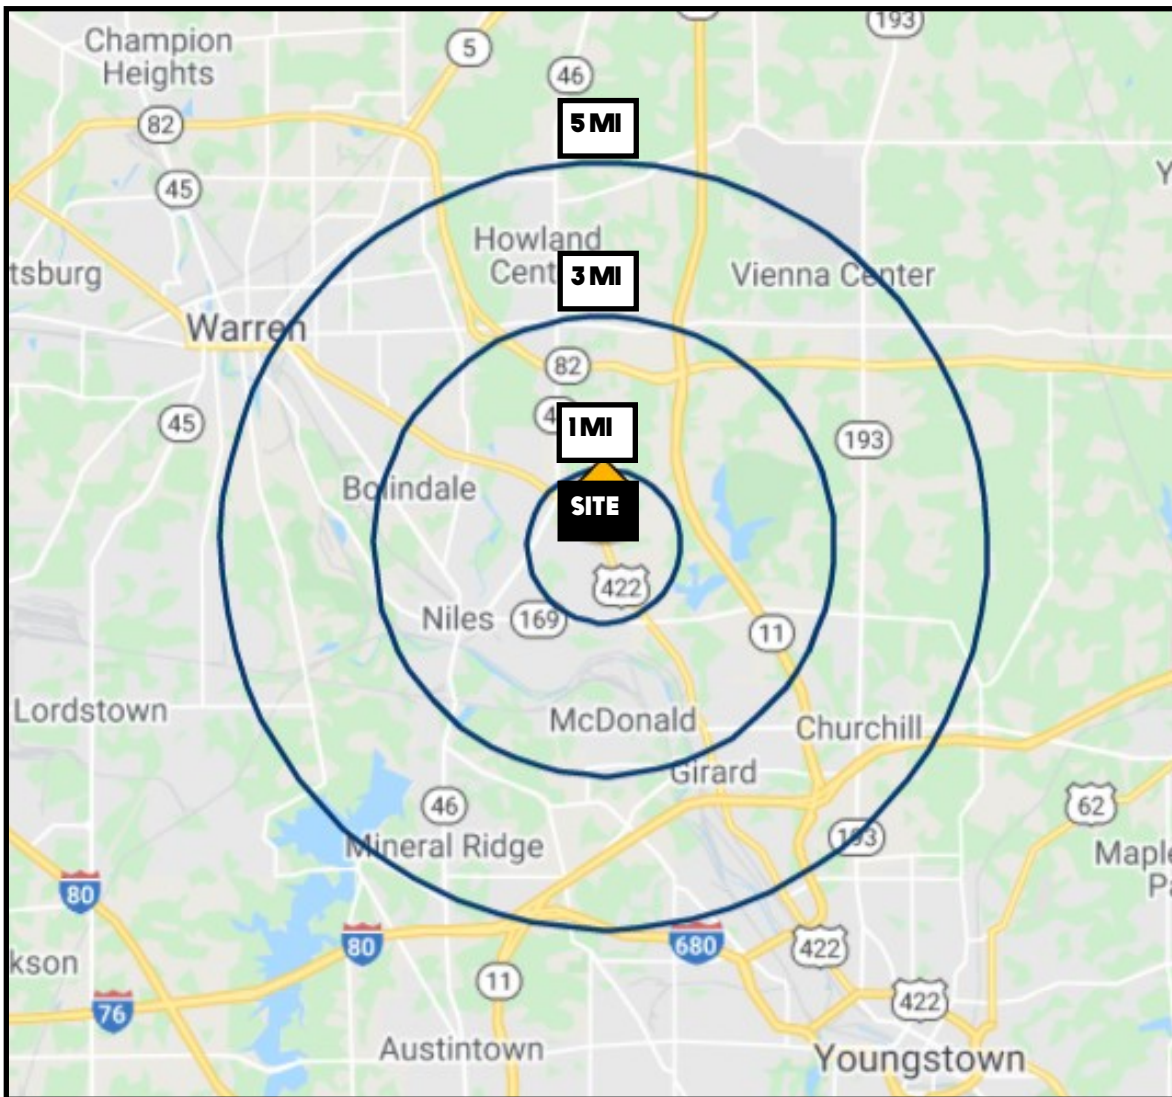 Champion
Heights
5
193
46
82
5 MI
45
Howland
Cent
Vienna Center
3 MI
tsburg
Warren
82
4
1 MI
45
193
Bolindale
SITE
422
Niles
169
11
Lordstown
McDonald
Churchill
Girard
46
62
193
Mineral Ridge
Maple
Pa
80
80
680
422
kson
11
422
76
Austintown
Youngstown